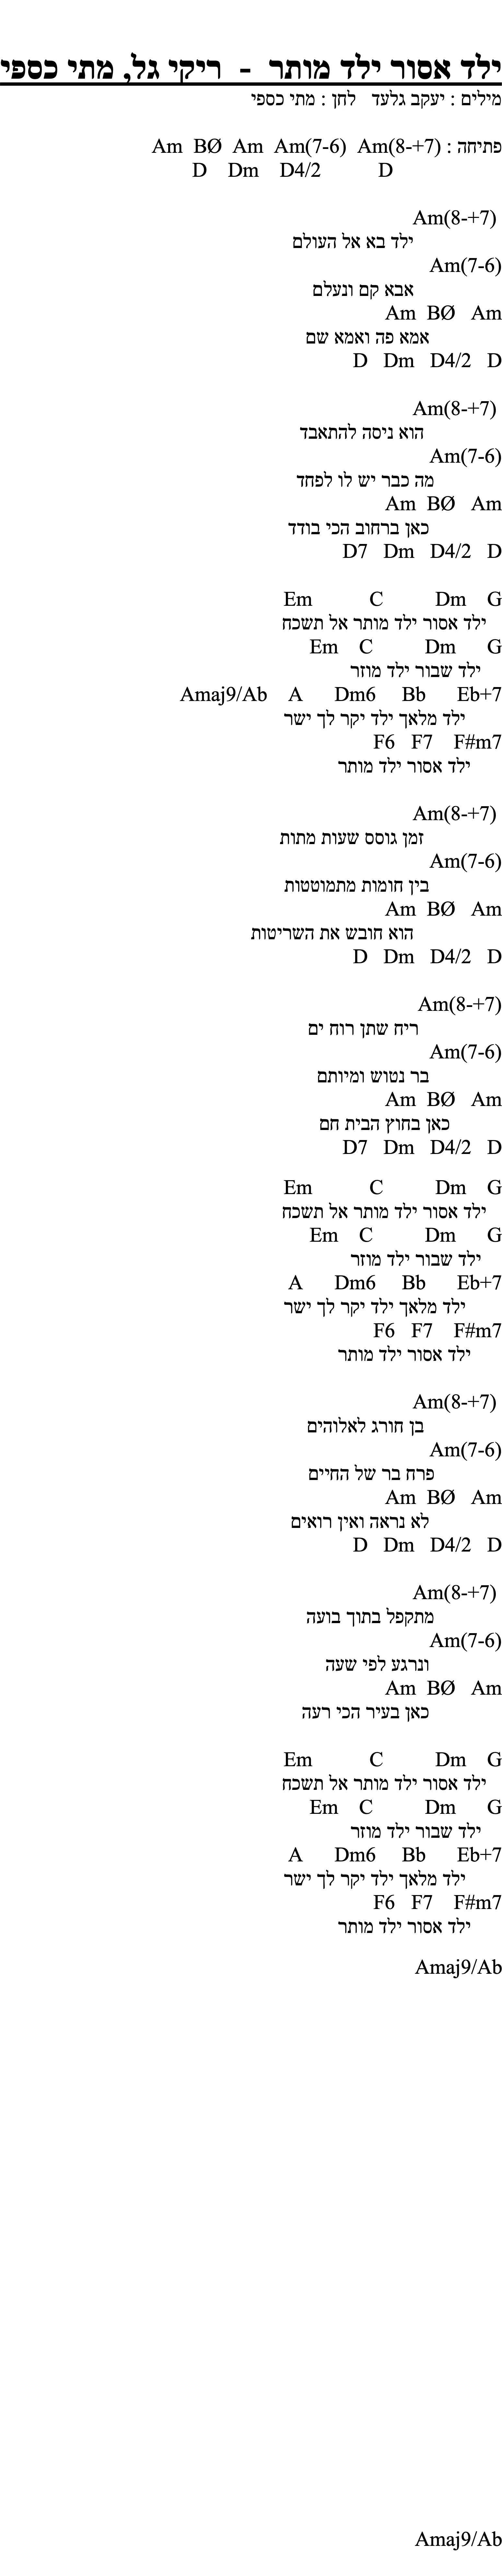 ילד אסור ילד מותר - ריקי גל, מתי כספי
מילים : יעקב גלעד   לחן : מתי כספי
פתיחה : Am  BØ  Am  Am(7-6)  Am(8-+7)
D    Dm    D4/2    D
Am(8-+7)
ילד בא אל העולם
Am(7-6)
אבא קם ונעלם
Am  BØ   Am
אמא פה ואמא שם
D   Dm   D4/2   D
Am(8-+7)
הוא ניסה להתאבד
Am(7-6)
מה כבר יש לו לפחד
Am  BØ   Am
כאן ברחוב הכי בודד
D7   Dm   D4/2   D
Em    C    Dm    G
ילד אסור ילד מותר אל תשכח
Em    C    Dm    G
ילד שבור ילד מוזר
Amaj9/Ab    A    Dm6    Bb    Eb+7
ילד מלאך ילד יקר לך ישר
F6   F7    F#m7
ילד אסור ילד מותר
Am(8-+7)
זמן גוסס שעות מתות
Am(7-6)
בין חומות מתמוטטות
Am  BØ   Am
הוא חובש את השריטות
D   Dm   D4/2   D
Am(8-+7)
ריח שתן רוח ים
Am(7-6)
בר נטוש ומיותם
Am  BØ   Am
כאן בחוץ הבית חם
D7   Dm   D4/2   D
Em    C    Dm    G
ילד אסור ילד מותר אל תשכח
Em    C    Dm    G
ילד שבור ילד מוזר
A    Dm6    Bb    Eb+7
ילד מלאך ילד יקר לך ישר
F6   F7    F#m7
ילד אסור ילד מותר
Am(8-+7)
בן חורג לאלוהים
Am(7-6)
פרח בר של החיים
Am  BØ   Am
לא נראה ואין רואים
D   Dm   D4/2   D
Am(8-+7)
מתקפל בתוך בועה
Am(7-6)
ונרגע לפי שעה
Am  BØ   Am
כאן בעיר הכי רעה
Em    C    Dm    G
ילד אסור ילד מותר אל תשכח
Em    C    Dm    G
ילד שבור ילד מוזר
A    Dm6    Bb    Eb+7
ילד מלאך ילד יקר לך ישר
F6   F7    F#m7
ילד אסור ילד מותר
Amaj9/Ab
Amaj9/Ab